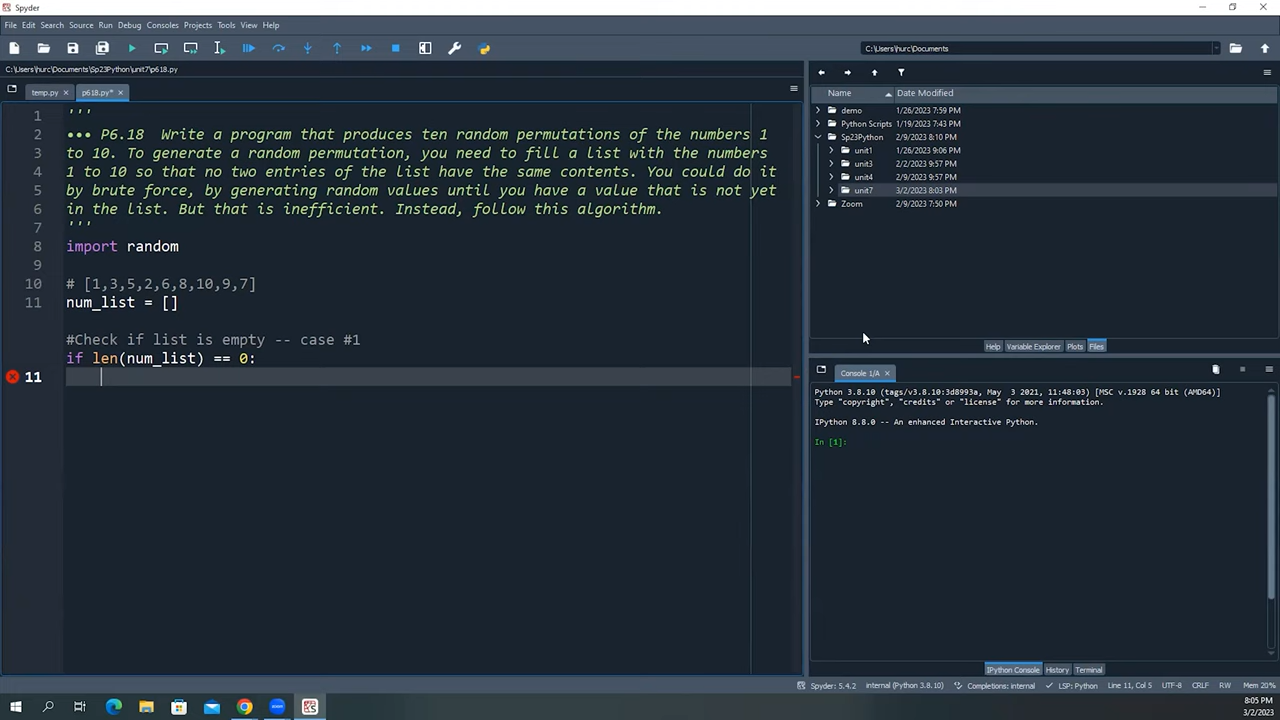 Spyder
File Edit Search Source Run Debug Consoles Projects Tools View Help
C:\Users\hurc\Documents
C:\Users\hurc\Documents\Sp23Python\unit7\p618.py
temp.py p618.py*
1 '''
2 ••• P6.18  Write a program that produces ten random permutations of the numbers 1
3 to 10. To generate a random permutation, you need to fill a list with the numbers
4 1 to 10 so that no two entries of the list have the same contents. You could do it
5 by brute force, by generating random values until you have a value that is not yet
6 in the list. But that is inefficient. Instead, follow this algorithm.
7 '''
8 import random
9
10 # [1,3,5,2,6,8,10,9,7]
11 num_list = []
#Check if list is empty -- case #1
if len(num_list) == 0:
11
Name Date Modified
demo 1/26/2023 7:59 PM
Python Scripts 1/19/2023 7:43 PM
Sp23Python 2/9/2023 8:10 PM
unit1 1/26/2023 9:06 PM
unit3 2/2/2023 9:57 PM
unit4 2/9/2023 9:57 PM
unit7 3/2/2023 8:03 PM
Zoom 2/9/2023 7:50 PM
Help Variable Explorer Plots Files
Console 1/A
Python 3.8.10 (tags/v3.8.10:3d8993a, May  3 2021, 11:48:03) [MSC v.1928 64 bit (AMD64)]
Type "copyright", "credits" or "license" for more information.
IPython 8.8.0 -- An enhanced Interactive Python.
In [1]:
IPython Console History Terminal
Spyder: 5.4.2 internal (Python 3.8.10) Completions: internal LSP: Python Line 11, Col 5 UTF-8 CRLF RW Mem 20%
8:05 PM
3/2/2023